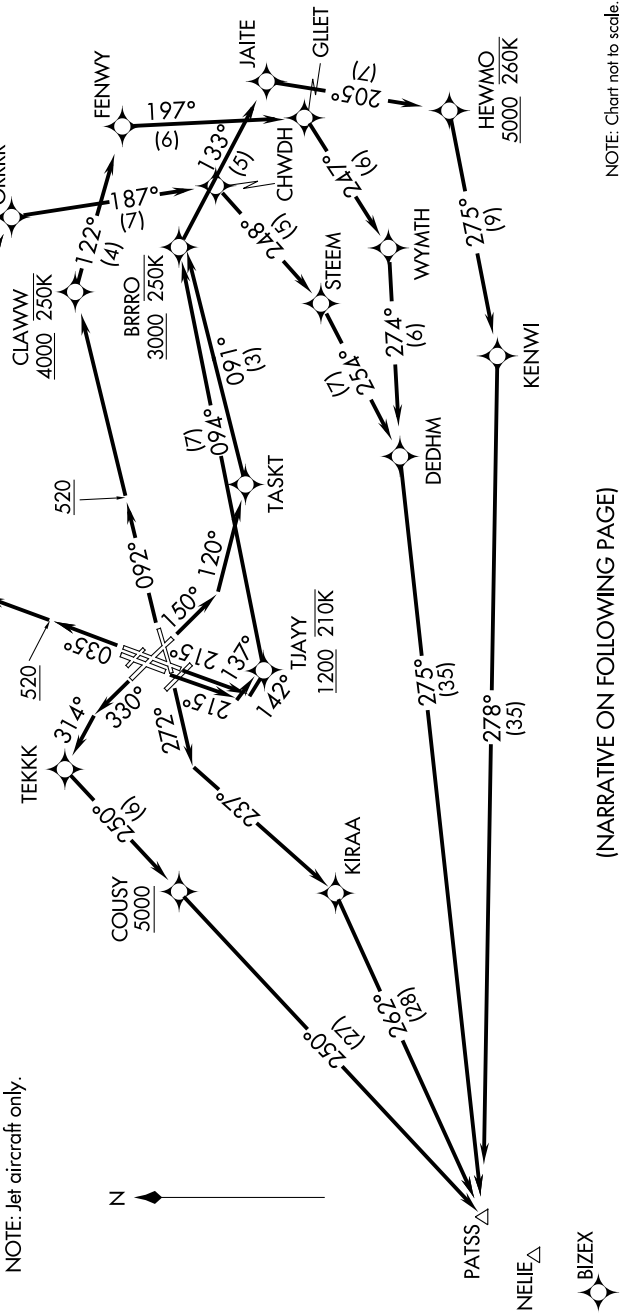 NOTE: Jet aircraft only.
N
TEKKK
314°
330°
COUSY
5000
250°
(6)
250°
(27)
272°
237°
KIRAA
262°
(28)
520
035°
215°
215°
137°
142°
TJAYY
1200 210K
150°
120°
TASKT
092°
520
094°
(7)
091°
(3)
BRRRO
3000 250K
CLAWW
4000 250K
122°
(4)
FENWY
187°
(7)
197°
(6)
133°
(5)
JAITE
GLLET
CHWDH
205°
(7)
248°
(5)
STEEM
247°
(6)
WYMTH
254°
(7)
274°
(6)
DEDHM
HEWMO
5000 260K
275°
(9)
KENWI
275°
(35)
278°
(35)
PATSS
NELIE
BIZEX
(NARRATIVE ON FOLLOWING PAGE)
NOTE: Chart not to scale.